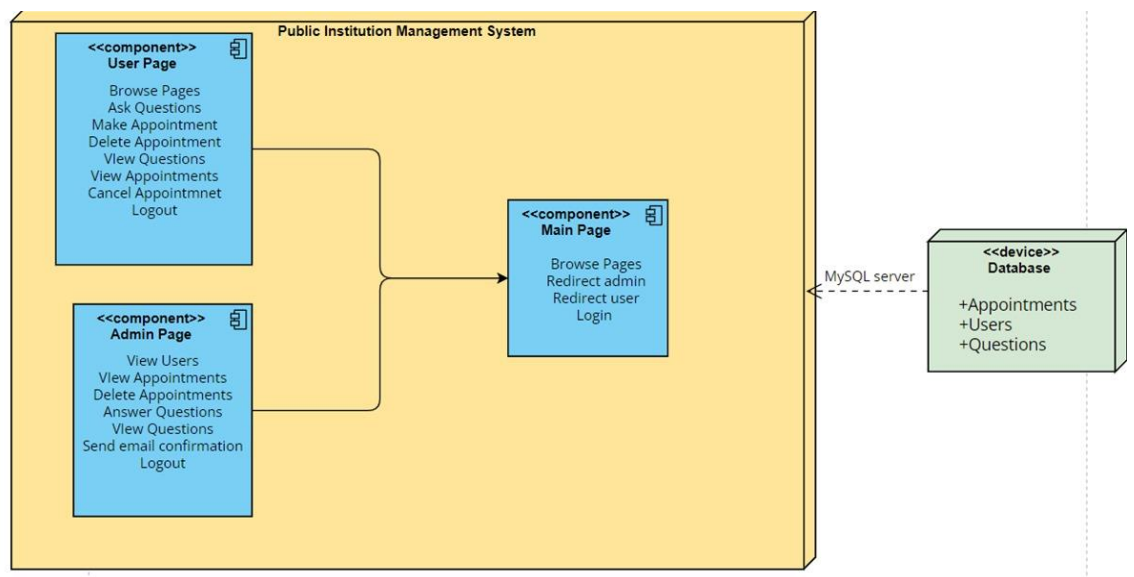 Public Institution Management System
<<component>>
User Page
Browse Pages
Ask Questions
Make Appointment
Delete Appointment
VIew Questions
View Appointments
Cancel Appointmnet
Logout
<<component>>
Admin Page
View Users
VIew Appointments
Delete Appointments
Answer Questions
VIew Questions
Send email confirmation
Logout
<<component>>
Main Page
Browse Pages
Redirect admin
Redirect user
Login
MySQL server
<<device>>
Database
+Appointments
+Users
+Questions